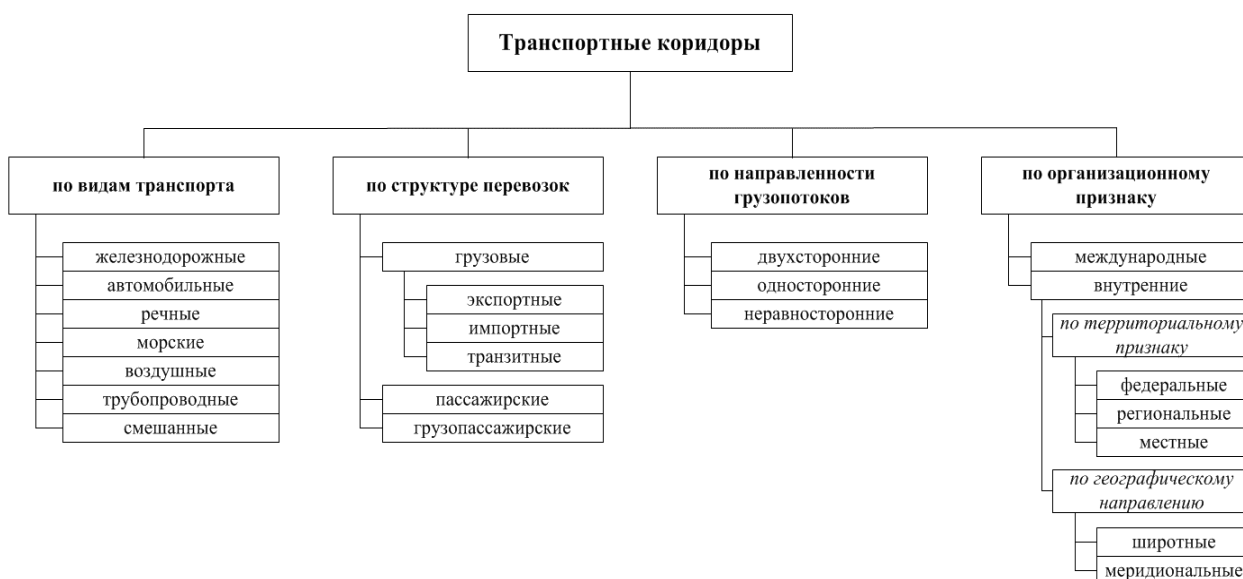 Транспортные коридоры
по видам транспорта
железнодорожные
автомобильные
речные
морские
воздушные
трубопроводные
смешанные
по структуре перевозок
грузовые
экспортные
импортные
транзитные
пассажирские
грузопассажирские
по направленности
грузопотоков
двухсторонние
односторонние
неравносторонние
по организационному
признаку
международные
внутренние
по территориальному
признаку
федеральные
региональные
местные
по географическому
направлению
широтные
меридиональные